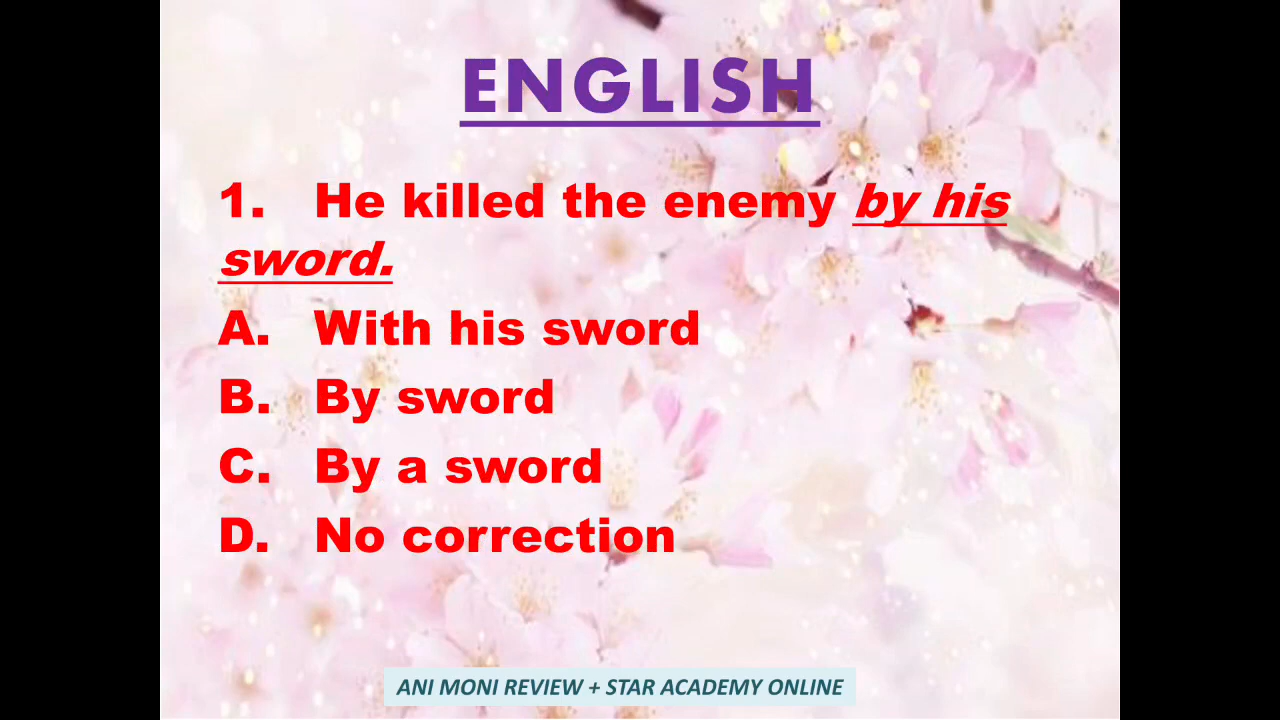 ENGLISH
1. He killed the enemy by his
sword.
A. With his sword
B. By sword
C. By a sword
D. No correction
ANI MONI REVIEW + STAR ACADEMY ONLINE